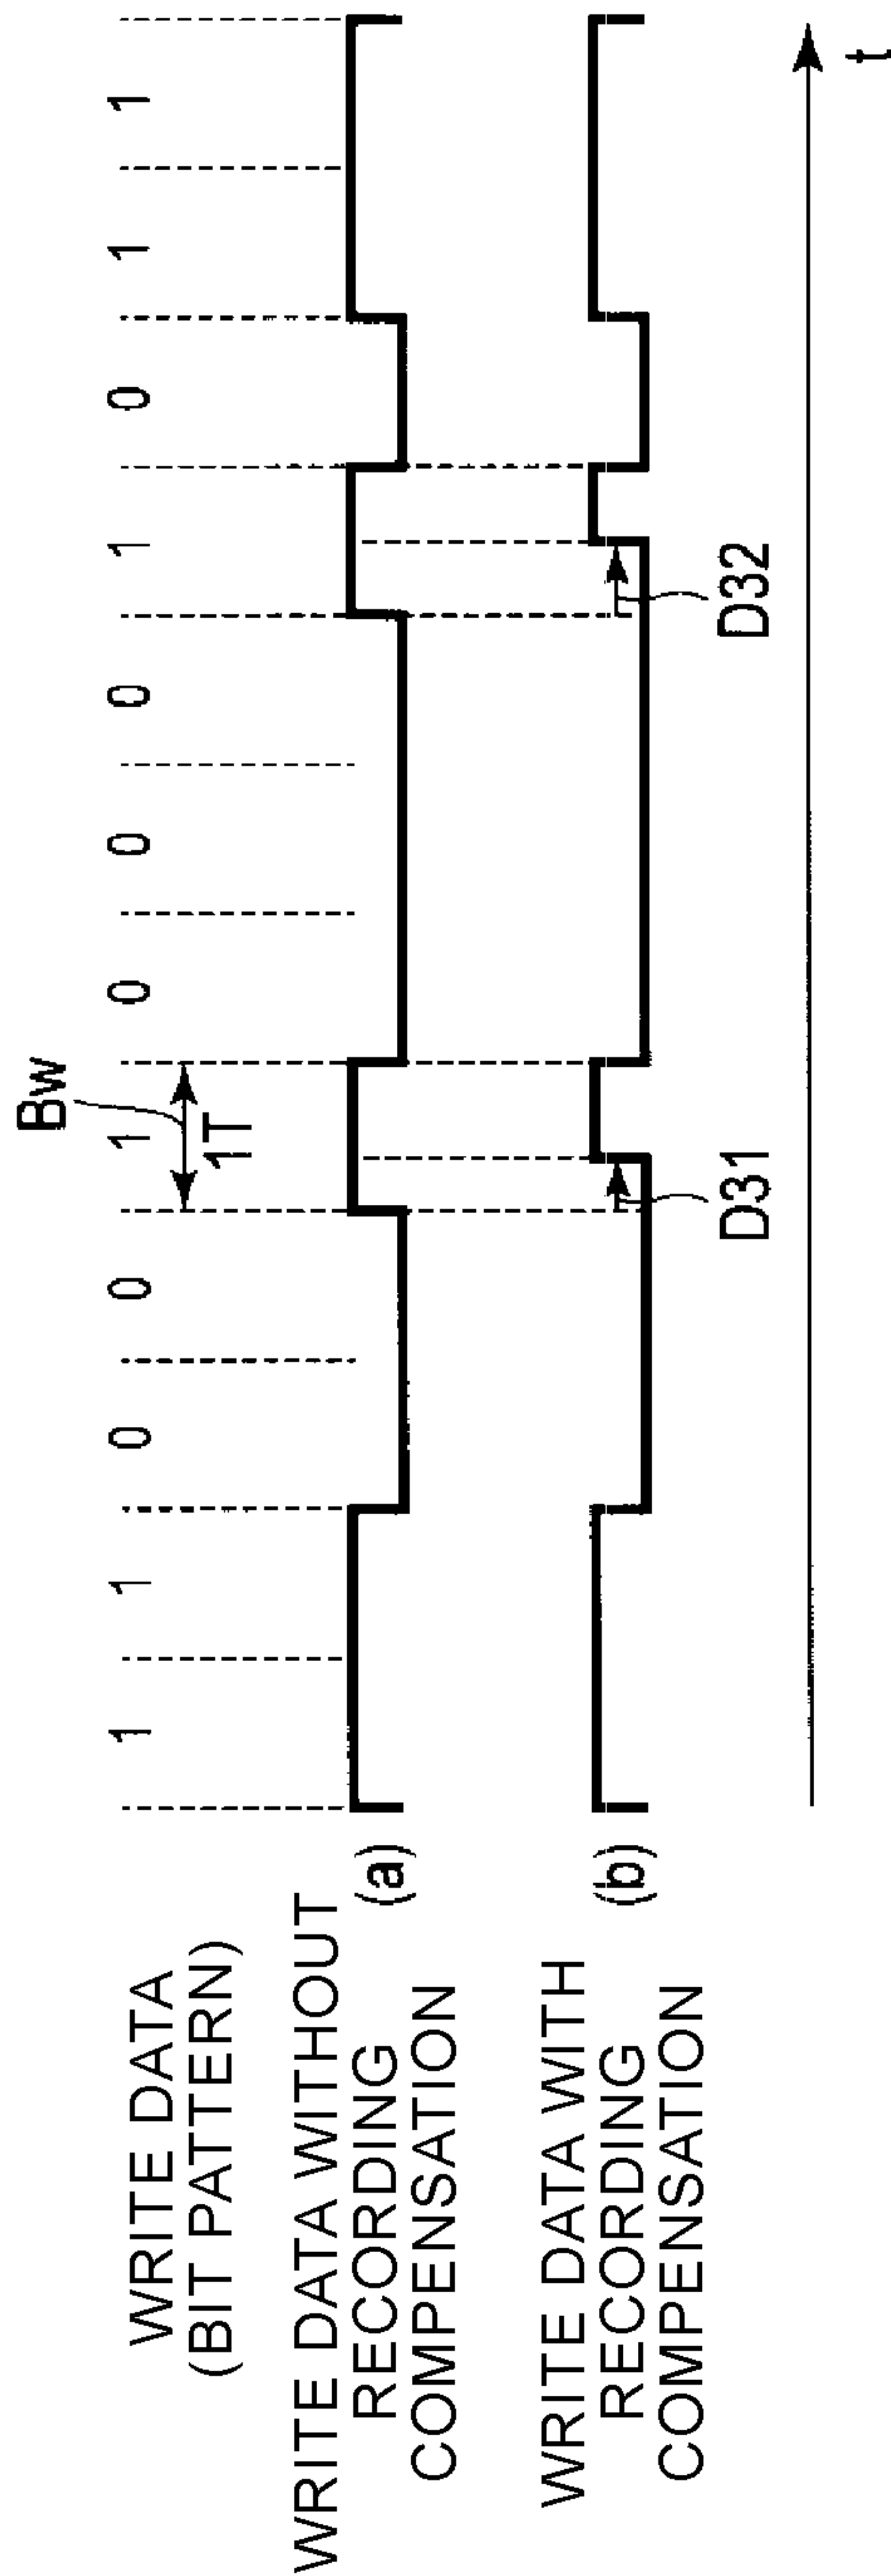 Bw
WRITE DATA
(BIT PATTERN)
1 1 0 0 1 0 0 0 1 0 1 1
1T
WRITE DATA WITHOUT
RECORDING
COMPENSATION
(a)
WRITE DATA WITH
RECORDING
COMPENSATION
(b)
D31
D32
t